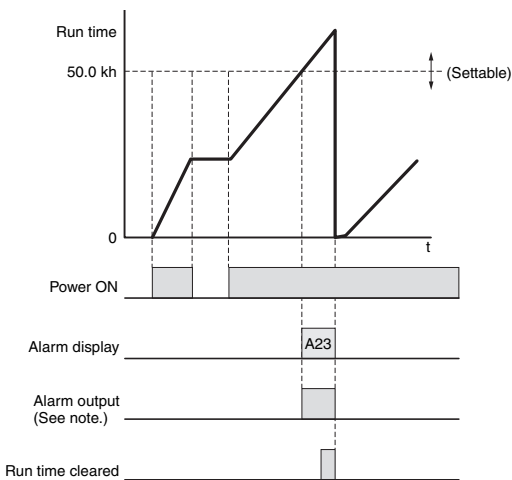 Run time
50.0 kh
(Settable)
0
t
Power ON
Alarm display
A23
Alarm output
(See note.)
Run time cleared